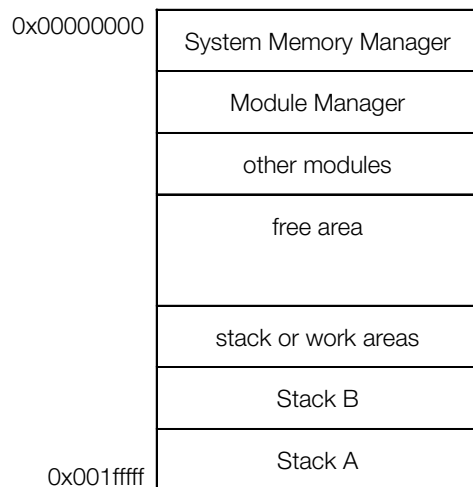 0x00000000
System Memory Manager
Module Manager
other modules
free area
stack or work areas
Stack B
Stack A
0x001fffff